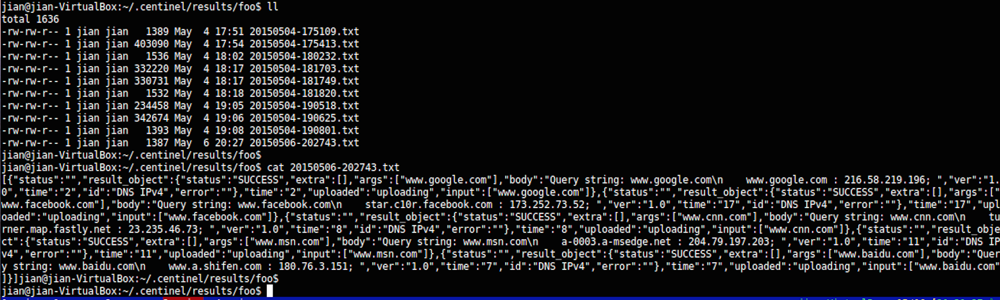 jian@jian-VirtualBox:~/.centinel/results/foo$ ll
total 1636
-rw-rw-r-- 1 jian jian   1389 May  4 17:51 20150504-175109.txt
-rw-rw-r-- 1 jian jian 403090 May  4 17:54 20150504-175413.txt
-rw-rw-r-- 1 jian jian   1536 May  4 18:02 20150504-180232.txt
-rw-rw-r-- 1 jian jian 332220 May  4 18:17 20150504-181703.txt
-rw-rw-r-- 1 jian jian 330731 May  4 18:17 20150504-181749.txt
-rw-rw-r-- 1 jian jian   1532 May  4 18:18 20150504-181820.txt
-rw-rw-r-- 1 jian jian 234458 May  4 19:05 20150504-190518.txt
-rw-rw-r-- 1 jian jian 342674 May  4 19:06 20150504-190625.txt
-rw-rw-r-- 1 jian jian   1393 May  4 19:08 20150504-190801.txt
-rw-rw-r-- 1 jian jian   1387 May  6 20:27 20150506-202743.txt
jian@jian-VirtualBox:~/.centinel/results/foo$
jian@jian-VirtualBox:~/.centinel/results/foo$ cat 20150506-202743.txt
[{"status":"","result_object":{"status":"SUCCESS","extra":[],"args":["www.google.com"],"body":"Query string: www.google.com\n    www.google.com : 216.58.219.196; ","ver":"1.
0","time":"2","id":"DNS IPv4","error":""},"time":"2","uploaded":"uploading","input":["www.google.com"]},{"status":"","result_object":{"status":"SUCCESS","extra":[],"args":["
www.facebook.com"],"body":"Query string: www.facebook.com\n    star.c10r.facebook.com : 173.252.73.52; ","ver":"1.0","time":"17","id":"DNS IPv4","error":""},"time":"17","upl
oaded":"uploading","input":["www.facebook.com"]},{"status":"","result_object":{"status":"SUCCESS","extra":[],"args":["www.cnn.com"],"body":"Query string: www.cnn.com\n    tu
rner.map.fastly.net : 23.235.46.73; ","ver":"1.0","time":"8","id":"DNS IPv4","error":""},"time":"8","uploaded":"uploading","input":["www.cnn.com"]},{"status":"","result_obje
ct":{"status":"SUCCESS","extra":[],"args":["www.msn.com"],"body":"Query string: www.msn.com\n    a-0003.a-msedge.net : 204.79.197.203; ","ver":"1.0","time":"11","id":"DNS IP
v4","error":""},"time":"11","uploaded":"uploading","input":["www.msn.com"]},{"status":"","result_object":{"status":"SUCCESS","extra":[],"args":["www.baidu.com"],"body":"Quer
y string: www.baidu.com\n    www.a.shifen.com : 180.76.3.151; ","ver":"1.0","time":"7","id":"DNS IPv4","error":""},"time":"7","uploaded":"uploading","input":["www.baidu.com"
]}]jian@jian-VirtualBox:~/.centinel/results/foo$
jian@jian-VirtualBox:~/.centinel/results/foo$